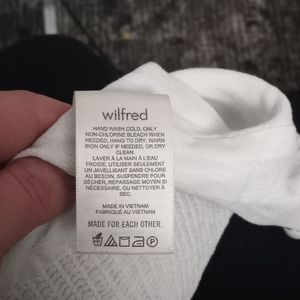 wilfred
HAND WASH COLD, ONLY
NON-CHLORINE BLEACH WHEN
NEEDED, HANG TO DRY, WARM
IRON ONLY IF NEEDED, OR DRY
CLEAN.
LAVER À LA MAIN À L'EAU
FROIDE, UTILISER SEULEMENT
UN JAVELLISANT SANS CHLORE
AU BESOIN, SUSPENDRE POUR
SÉCHER, REPASSAGE MOYEN SI
NÉCESSAIRE, OU NETTOYER À
SEC.
MADE IN VIETNAM
FABRIQUÉ AU VIETNAM
MADE FOR EACH OTHER.
P